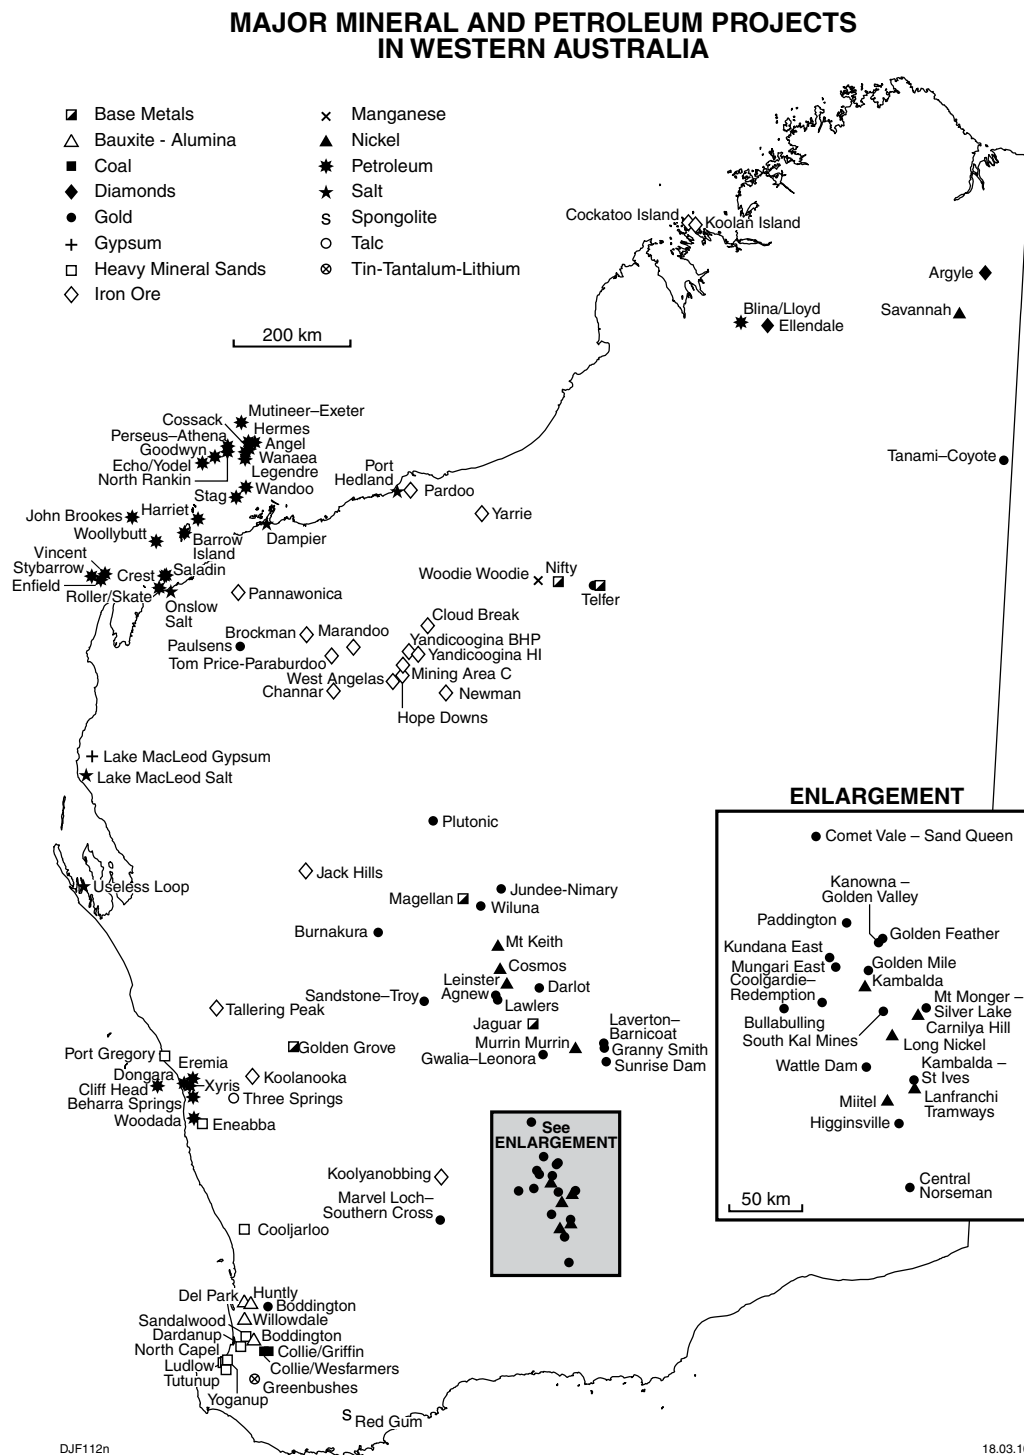 MAJOR MINERAL AND PETROLEUM PROJECTS
IN WESTERN AUSTRALIA
Base Metals
Bauxite - Alumina
Coal
Diamonds
Gold
Gypsum
Heavy Mineral Sands
Iron Ore
Manganese
Nickel
Petroleum
Salt
S Spongolite
Talc
Tin-Tantalum-Lithium
200 km
Cockatoo Island
Koolan Island
Argyle
Savannah
Blina/Lloyd
Ellendale
Tanami–Coyote
Mutineer–Exeter
Cossack
Hermes
Perseus–Athena
Angel
Goodwyn
Wanaea
Echo/Yodel
Legendre
North Rankin
Wandoo
Stag
Port
Hedland
Pardoo
Yarrie
John Brookes
Harriet
Woollybutt
Barrow
Island
Dampier
Vincent
Stybarrow
Enfield
Crest
Saladin
Roller/Skate
Onslow
Salt
Pannawonica
Woodie Woodie
Nifty
Telfer
Cloud Break
Brockman
Marandoo
Yandicoogina BHP
Paulsens
Yandicoogina HI
Tom Price-Paraburdoo
Mining Area C
West Angelas
Channar
Newman
Hope Downs
Lake MacLeod Gypsum
Lake MacLeod Salt
Plutonic
Jack Hills
Useless Loop
Magellan
Jundee-Nimary
Wiluna
Burnakura
Mt Keith
Cosmos
Leinster
Agnew
Darlot
Lawlers
Sandstone–Troy
Tallering Peak
Jaguar
Laverton–
Barnicoat
Murrin Murrin
Granny Smith
Gwalia–Leonora
Sunrise Dam
Port Gregory
Golden Grove
Eremia
Dongara
Koolanooka
Cliff Head
Xyris
Beharra Springs
Three Springs
Woodada
Eneabba
See
ENLARGEMENT
Koolyanobbing
Marvel Loch–
Southern Cross
Cooljarloo
Del Park
Huntly
Boddington
Sandalwood
Willowdale
Dardanup
Boddington
North Capel
Collie/Griffin
Ludlow
Collie/Wesfarmers
Tutunup
Greenbushes
Yoganup
S Red Gum
ENLARGEMENT
Comet Vale – Sand Queen
Kanowna –
Golden Valley
Paddington
Golden Feather
Kundana East
Mungari East
Golden Mile
Coolgardie–
Redemption
Kambalda
Mt Monger –
Silver Lake
Bullabulling
Carnilya Hill
South Kal Mines
Long Nickel
Wattle Dam
Kambalda –
St Ives
Miitel
Lanfranchi
Tramways
Higginsville
Central
Norseman
50 km
DJF112n